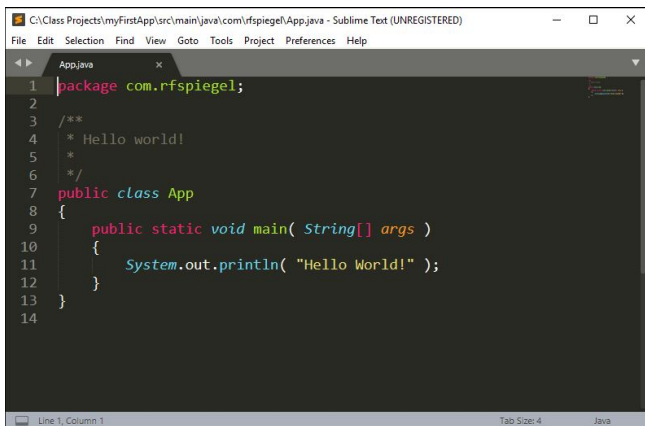 C:\Class Projects\myFirstApp\src\main\java\com\rfspiegel\App.java - Sublime Text (UNREGISTERED)
File Edit Selection Find View Goto Tools Project Preferences Help
App.java
1 package com.rfspiegel;
2
3 /**
4 * Hello world!
5 *
6 */
7 public class App
8 {
9 public static void main( String[] args )
10 {
11 System.out.println( "Hello World!" );
12 }
13 }
14
Line 1, Column 1 Tab Size: 4 Java